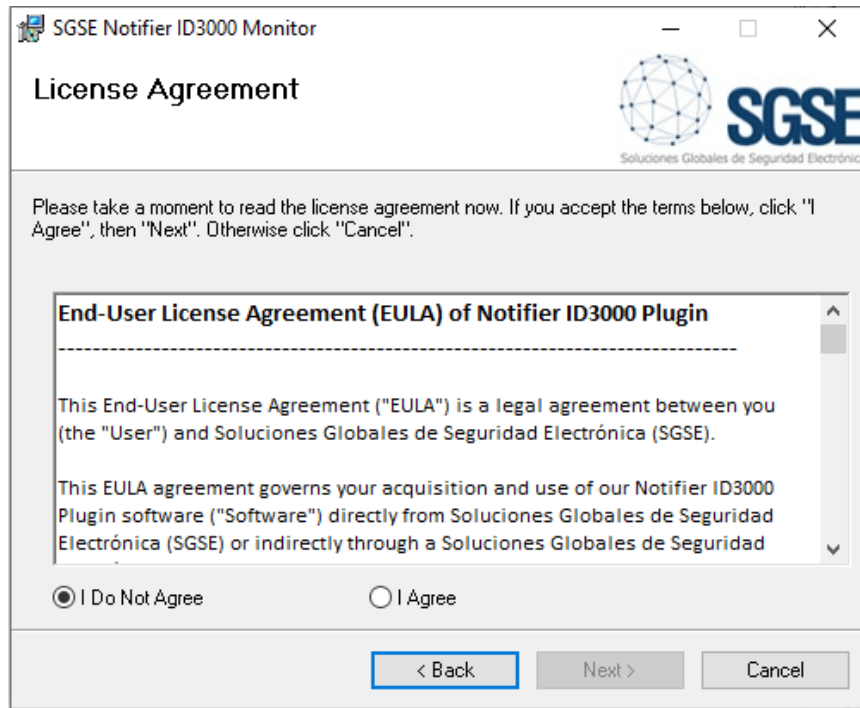 SGSE Notifier ID3000 Monitor
License Agreement
SGSE
Soluciones Globales de Seguridad Electrónic
Please take a moment to read the license agreement now. If you accept the terms below, click "I
Agree", then "Next". Otherwise click "Cancel".
End-User License Agreement (EULA) of Notifier ID3000 Plugin
-------------------------------------------------------------------------------
This End-User License Agreement ("EULA") is a legal agreement between you
(the "User") and Soluciones Globales de Seguridad Electrónica (SGSE).
This EULA agreement governs your acquisition and use of our Notifier ID3000
Plugin software ("Software") directly from Soluciones Globales de Seguridad
Electrónica (SGSE) or indirectly through a Soluciones Globales de Seguridad
I Do Not Agree
I Agree
< Back
Next >
Cancel